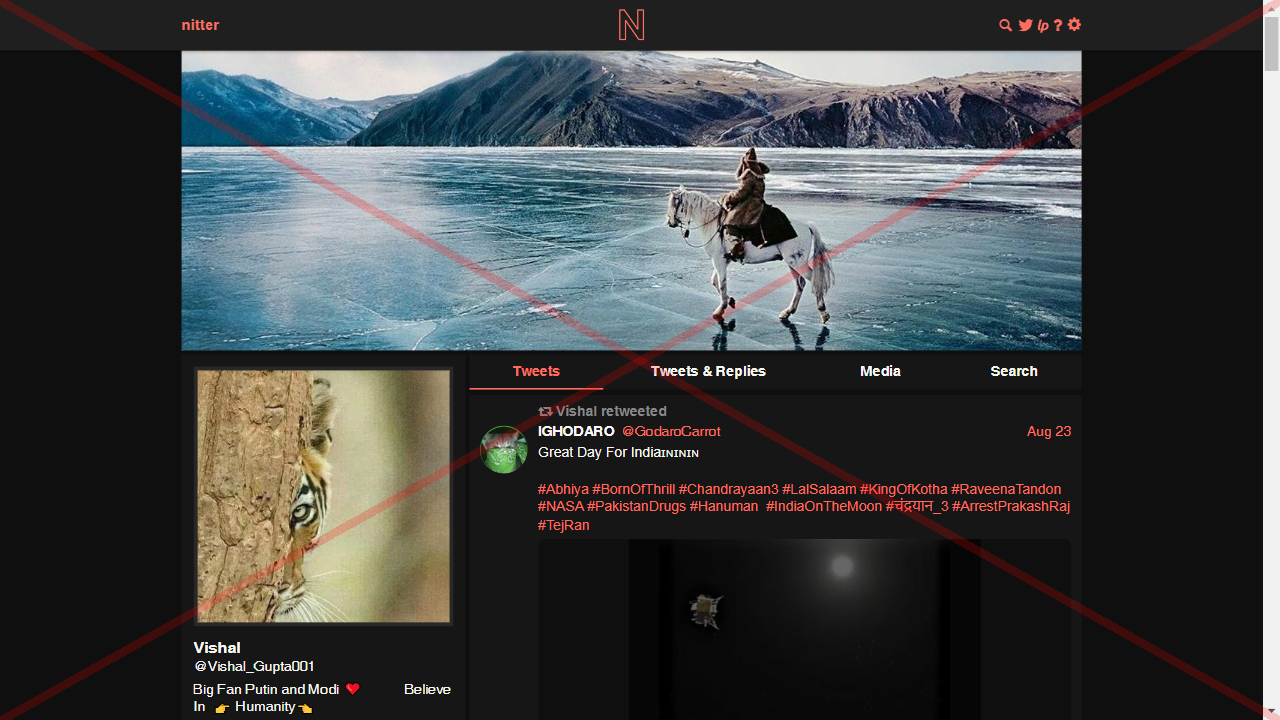 nitter
N
lp ?
Tweets
Tweets & Replies
Media
Search
Vishal retweeted
IGHODARO @GodaroCarrot
Aug 23
Great Day For Indiaɪɴɪɴɪɴ
#Abhiya #BornOfThrill #Chandrayaan3 #LalSalaam #KingOfKotha #RaveenaTandon
#NASA #PakistanDrugs #Hanuman #IndiaOnTheMoon #चंद्रयान_3 #ArrestPrakashRaj
#TejRan
Vishal
@Vishal_Gupta001
Big Fan Putin and Modi ❤️ Believe
In 👉 Humanity👈